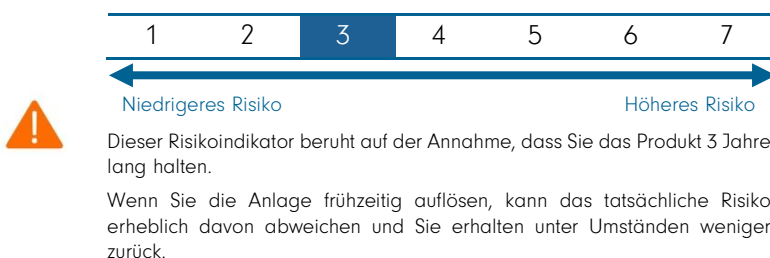 1 2 3 4 5 6 7
Niedrigeres Risiko Höheres Risiko
Dieser Risikoindikator beruht auf der Annahme, dass Sie das Produkt 3 Jahre
lang halten.
Wenn Sie die Anlage frühzeitig auflösen, kann das tatsächliche Risiko
erheblich davon abweichen und Sie erhalten unter Umständen weniger
zurück.